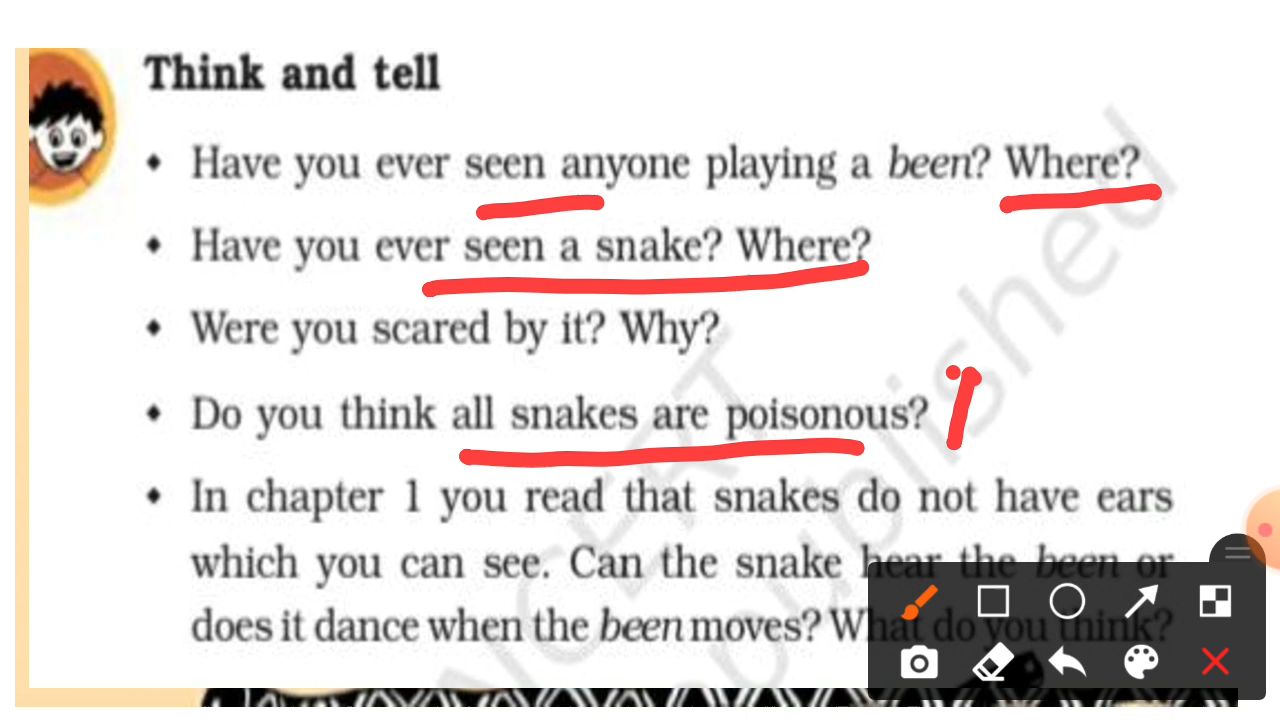 Think and tell
• Have you ever seen anyone playing a been? Where?
• Have you ever seen a snake? Where?
• Were you scared by it? Why?
• Do you think all snakes are poisonous?
• In chapter 1 you read that snakes do not have ears
which you can see. Can the snake hear the been or
does it dance when the been moves? What do you think?
NCERT
published